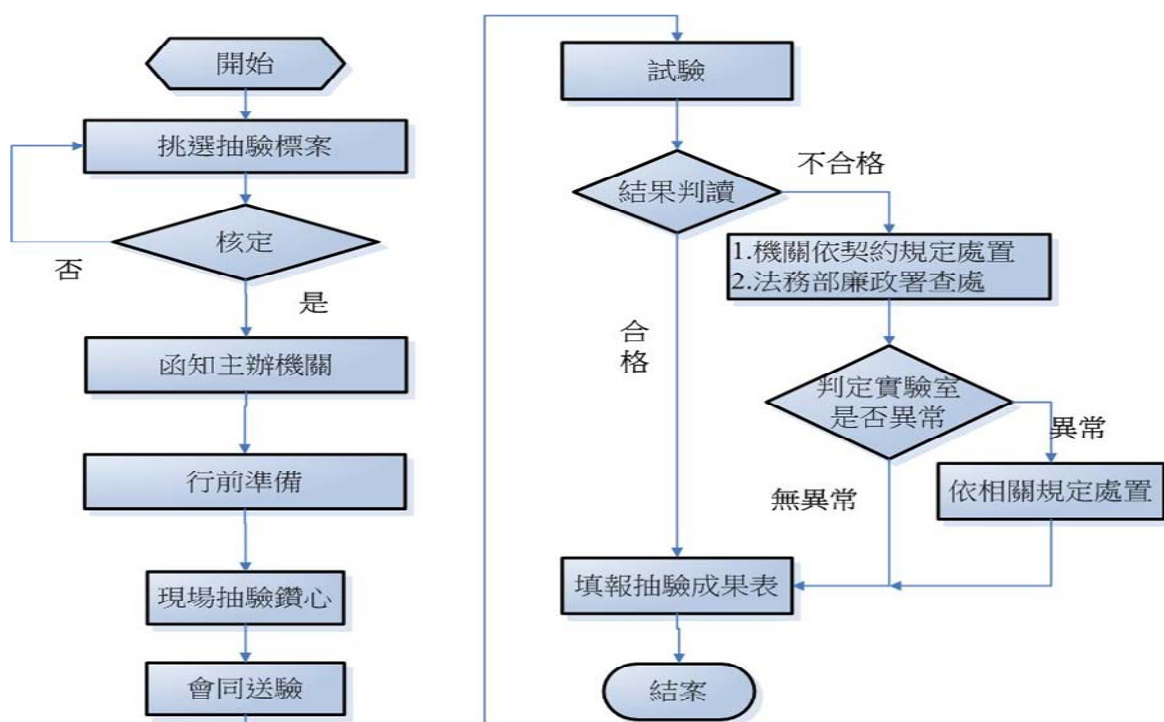 開始
挑選抽驗標案
核定
否
是
函知主辦機關
行前準備
現場抽驗鑽心
會同送驗
試驗
結果判讀
不合格
1.機關依契約規定處置
2.法務部廉政署查處
合格
判定實驗室
是否異常
異常
無異常
依相關規定處置
填報抽驗成果表
結案